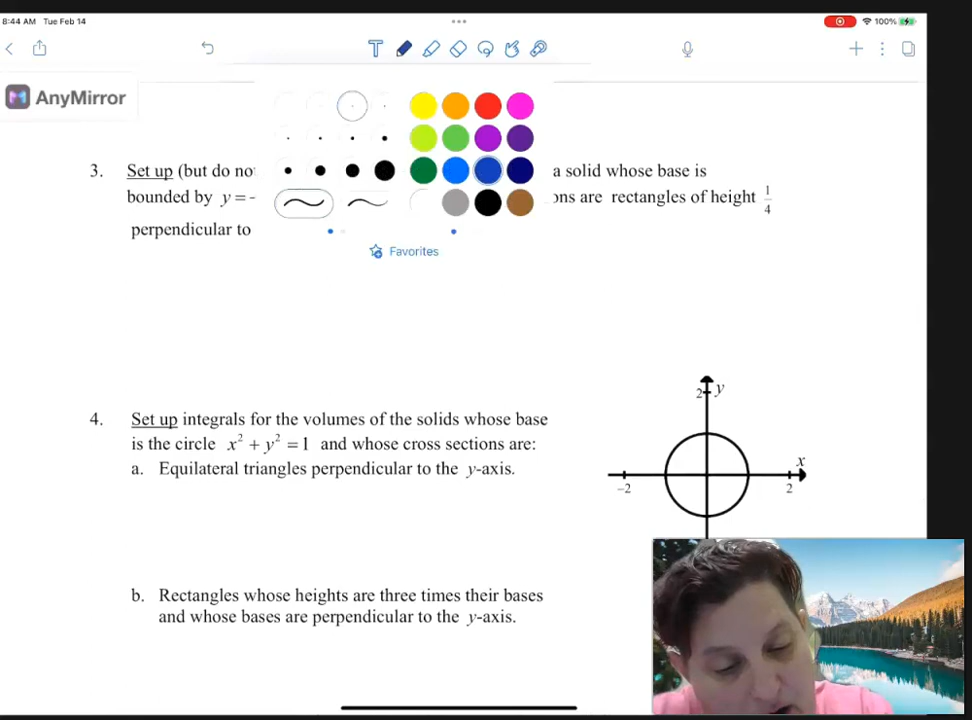 8:44 AM Tue Feb 14
100%
T
AnyMirror
3. Set up (but do no a solid whose base is
bounded by y = - ons are rectangles of height 1/4
perpendicular to
Favorites
4. Set up integrals for the volumes of the solids whose base
is the circle x² + y² = 1 and whose cross sections are:
a. Equilateral triangles perpendicular to the y-axis.
2 y
x
-2 2
b. Rectangles whose heights are three times their bases
and whose bases are perpendicular to the y-axis.